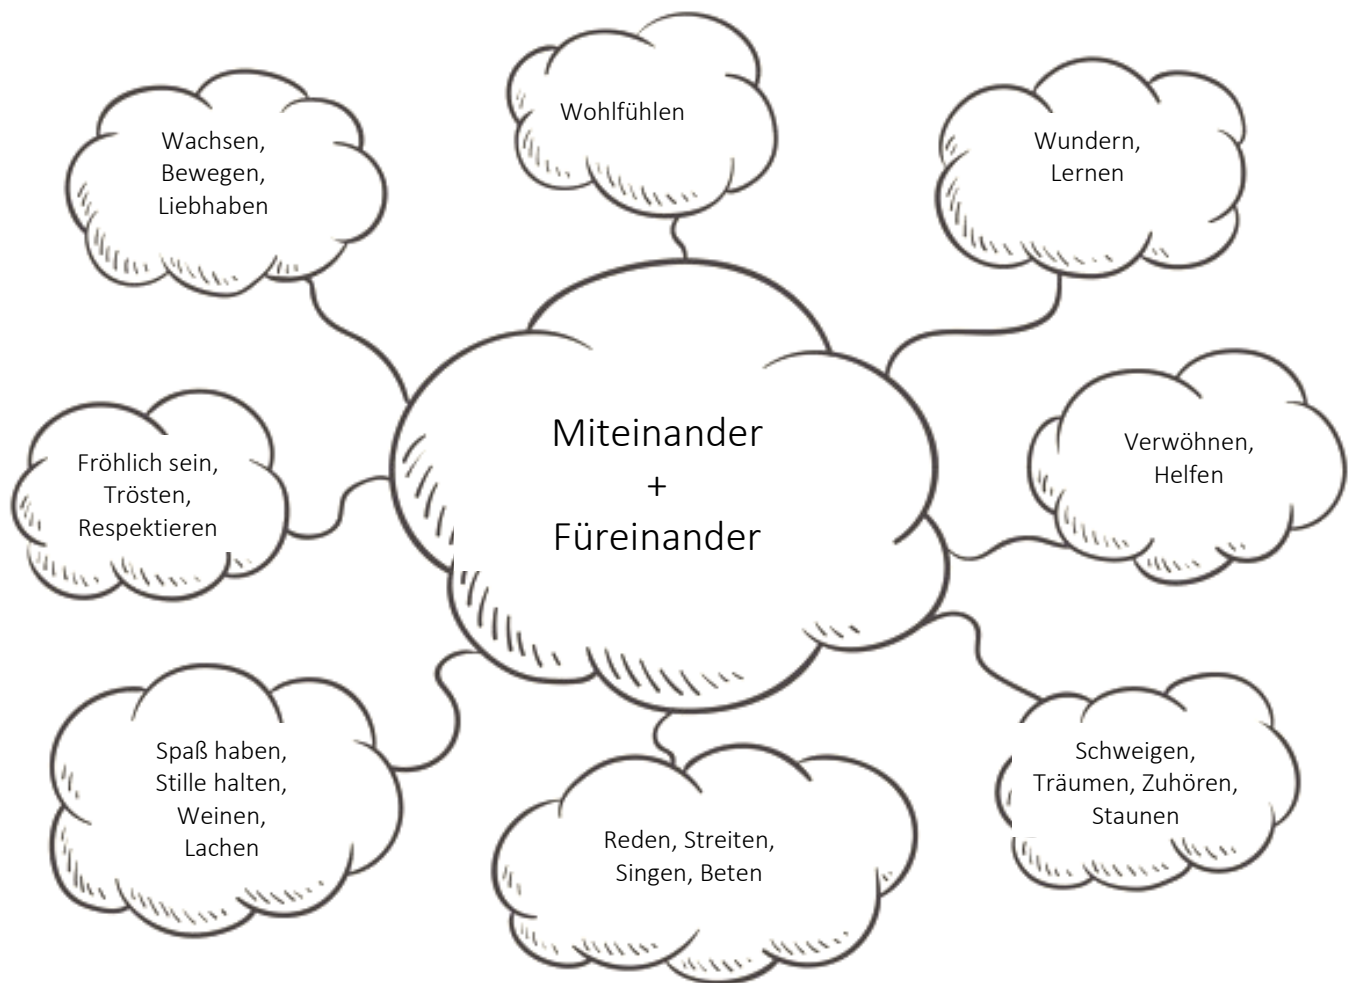 Wohlfühlen
Wachsen,
Bewegen,
Liebhaben
Wundern,
Lernen
Miteinander
+
Füreinander
Verwöhnen,
Helfen
Fröhlich sein,
Trösten,
Respektieren
Spaß haben,
Stille halten,
Weinen,
Lachen
Reden, Streiten,
Singen, Beten
Schweigen,
Träumen, Zuhören,
Staunen